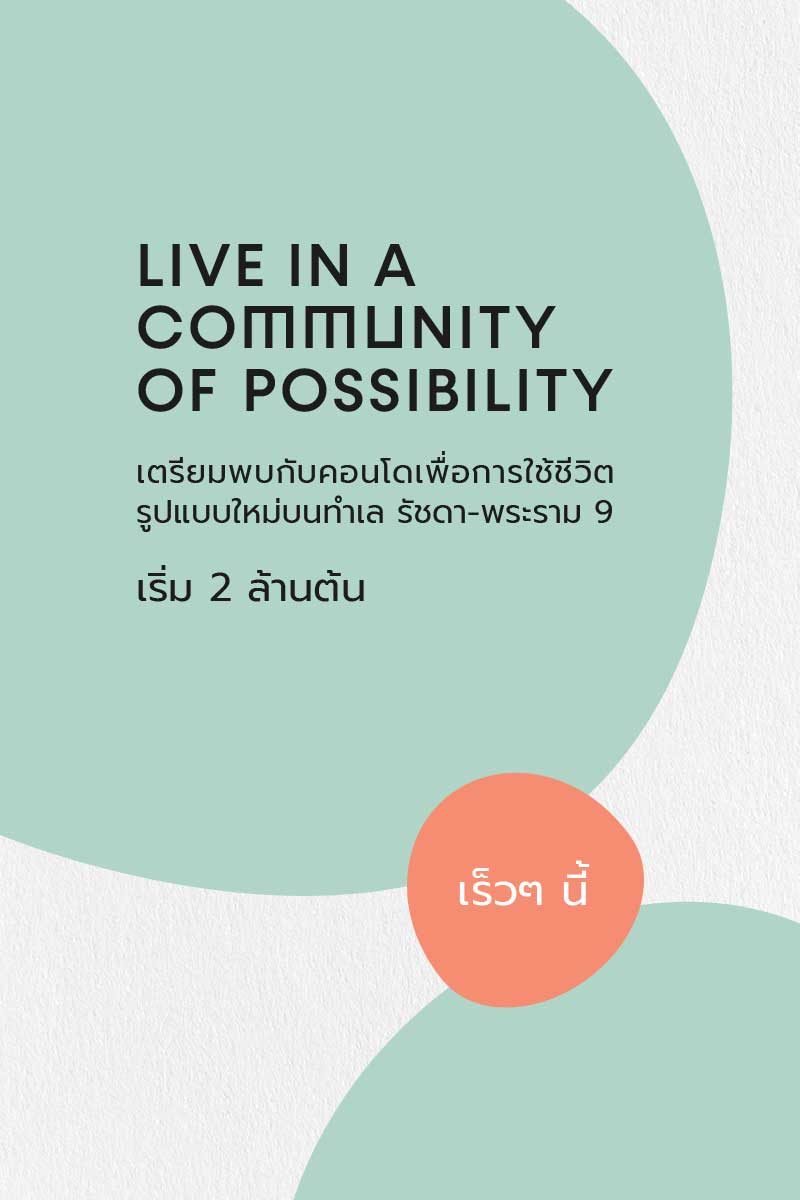 LIVE IN A
COMMUNITY
OF POSSIBILITY
เตรียมพบกับคอนโดเพื่อการใช้ชีวิต
รูปแบบใหม่บนทำเล รัชดา-พระราม 9
เริ่ม 2 ล้านต้น
เร็วๆ นี้